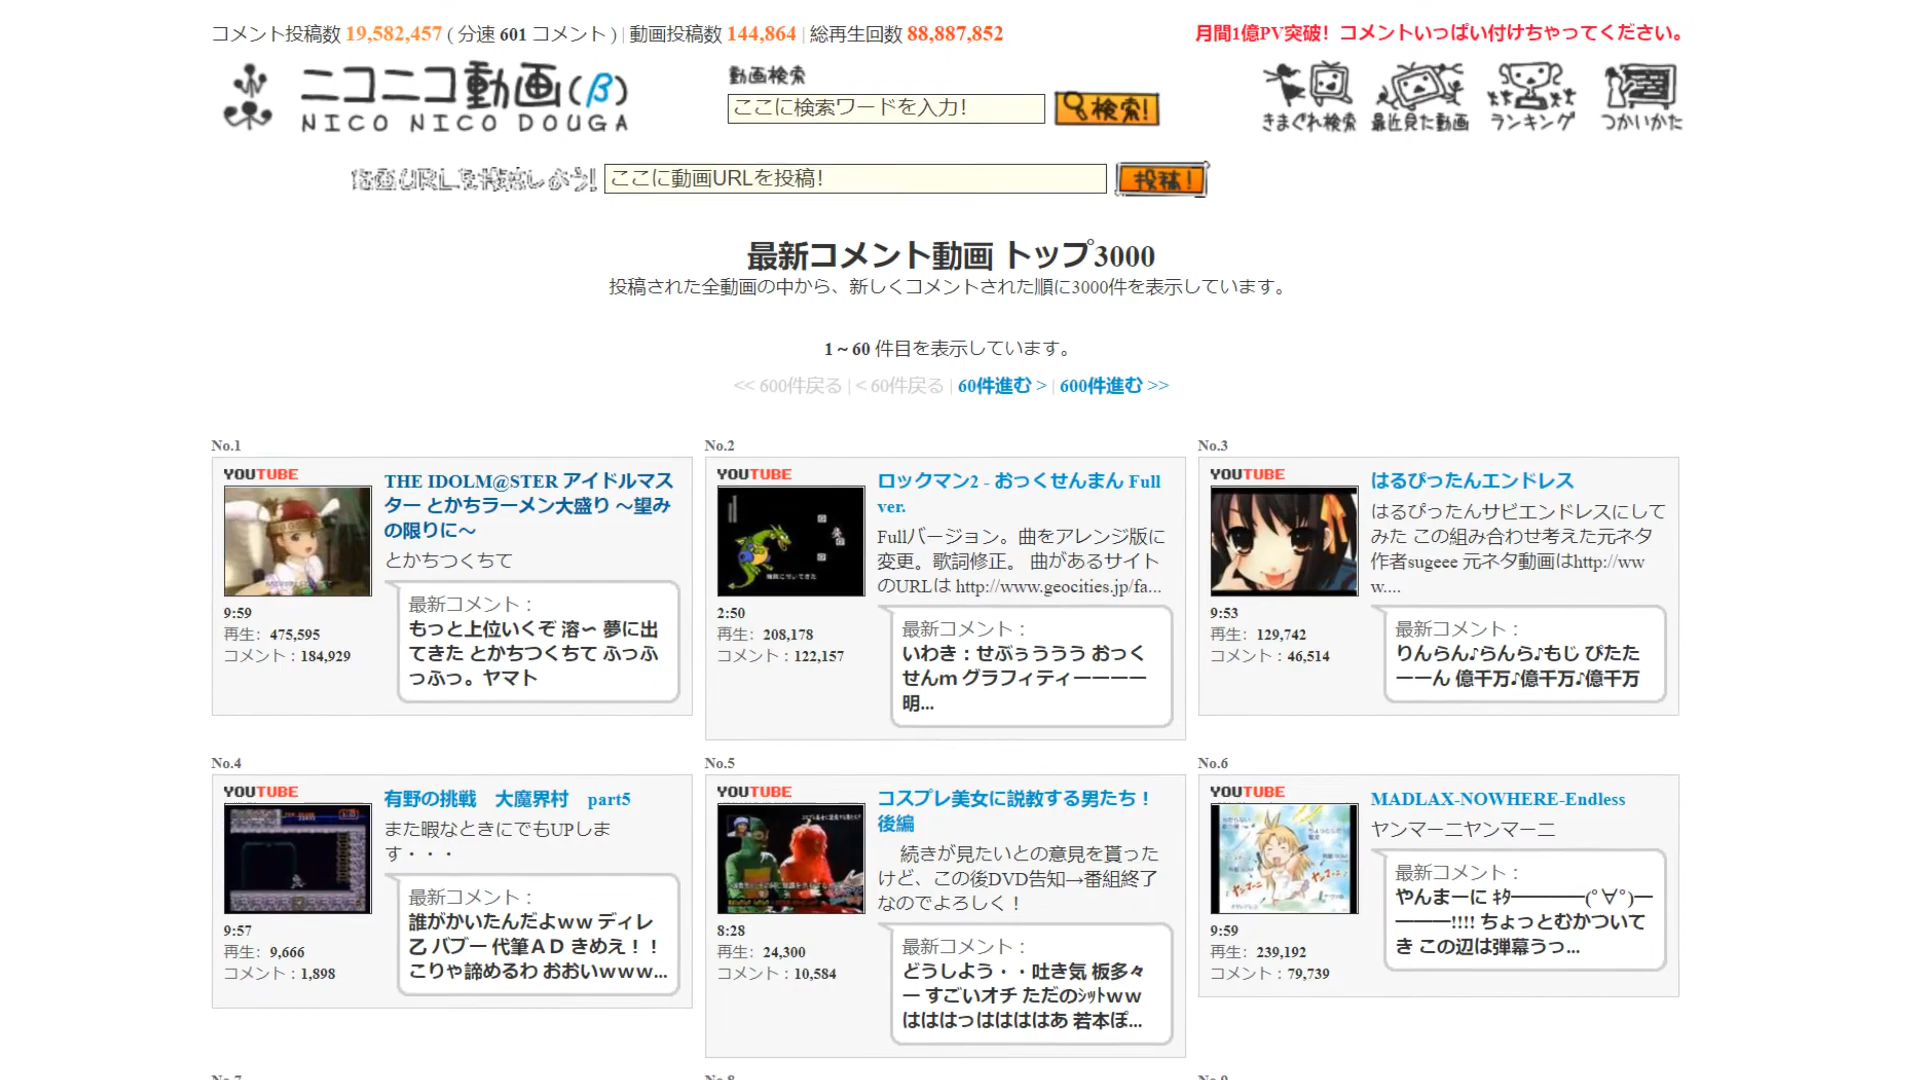 コメント投稿数 19,582,457 ( 分速 601 コメント ) | 動画投稿数 144,864 | 総再生回数 88,887,852
月間1億PV突破! コメントいっぱい付けちゃってください。
ニコニコ動画(β)
NICO NICO DOUGA
動画検索
ここに検索ワードを入力!
検索!
きまぐれ検索 最近見た動画 ランキング つかいかた
動画URLを投稿しよう!
ここに動画URLを投稿!
投稿!
最新コメント動画 トップ3000
投稿された全動画の中から、新しくコメントされた順に3000件を表示しています。
1～60 件目を表示しています。
<< 600件戻る | < 60件戻る | 60件進む > | 600件進む >>
No.1
YOUTUBE
THE IDOLM@STER アイドルマス
ター とかちラーメン大盛り ～望み
の限りに～
とかちつくちて
9:59
再生: 475,595
コメント : 184,929
最新コメント :
もっと上位いくぞ 溶～ 夢に出
てきた とかちつくちて ふっふ
っふっ。ヤマト
No.2
YOUTUBE
ロックマン2 - おっくせんまん Full
ver.
Fullバージョン。曲をアレンジ版に
変更。歌詞修正。 曲があるサイト
のURLは http://www.geocities.jp/fa...
2:50
再生: 208,178
コメント : 122,157
最新コメント :
いわき : せぶぅううう おっく
せんm グラフィティーーーー
明...
No.3
YOUTUBE
はるぴったんエンドレス
はるぴったんサビエンドレスにして
みた この組み合わせ考えた元ネタ
作者sugeee 元ネタ動画はhttp://ww
w....
9:53
再生: 129,742
コメント : 46,514
最新コメント :
りんらん♪らんら♪もじ ぴたた
ーーん 億千万♪億千万♪億千万
No.4
YOUTUBE
有野の挑戦　大魔界村　part5
また暇なときにでもUPしま
す・・・
9:57
再生: 9,666
コメント : 1,898
最新コメント :
誰がかいたんだよｗｗ ディレ
乙 バブー 代筆ＡＤ きめえ！！
こりゃ諦めるわ おおいｗｗｗ...
No.5
YOUTUBE
コスプレ美女に説教する男たち！
後編
続きが見たいとの意見を貰った
けど、この後DVD告知→番組終了
なのでよろしく！
8:28
再生: 24,300
コメント : 10,584
最新コメント :
どうしよう・・吐き気 板多々
ー すごいオチ ただのｼｯﾄｗｗ
はははっははははあ 若本ぽ...
No.6
YOUTUBE
MADLAX-NOWHERE-Endless
ヤンマーニヤンマーニ
9:59
再生: 239,192
コメント : 79,739
最新コメント :
やんまーに ｷﾀ━━━━(ﾟ∀ﾟ)━
━━━!!!! ちょっとむかついて
き この辺は弾幕うっ...